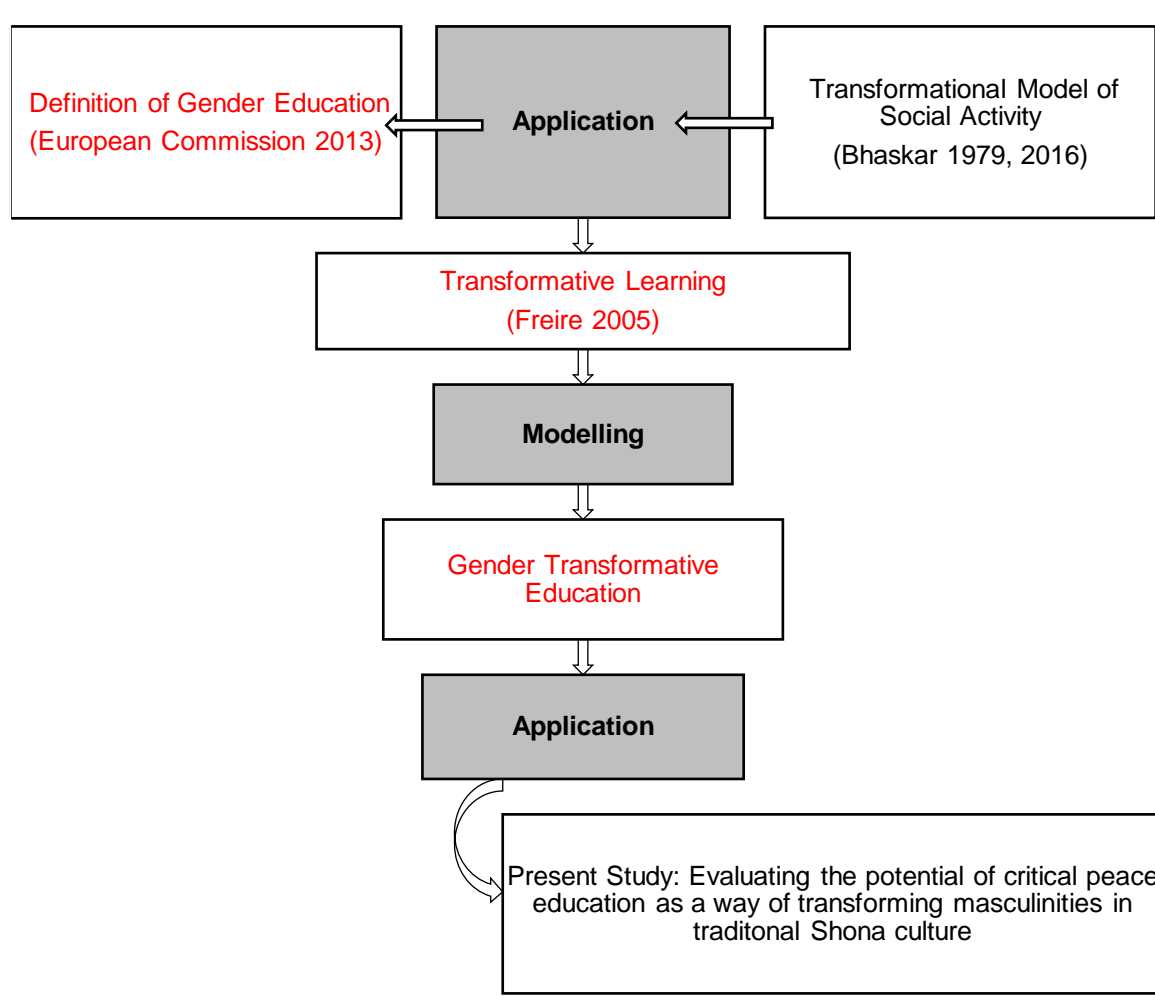 Definition of Gender Education
(European Commission 2013)
Application
Transformational Model of
Social Activity
(Bhaskar 1979, 2016)
Transformative Learning
(Freire 2005)
Modelling
Gender Transformative
Education
Application
Present Study: Evaluating the potential of critical peace
education as a way of transforming masculinities in
traditonal Shona culture